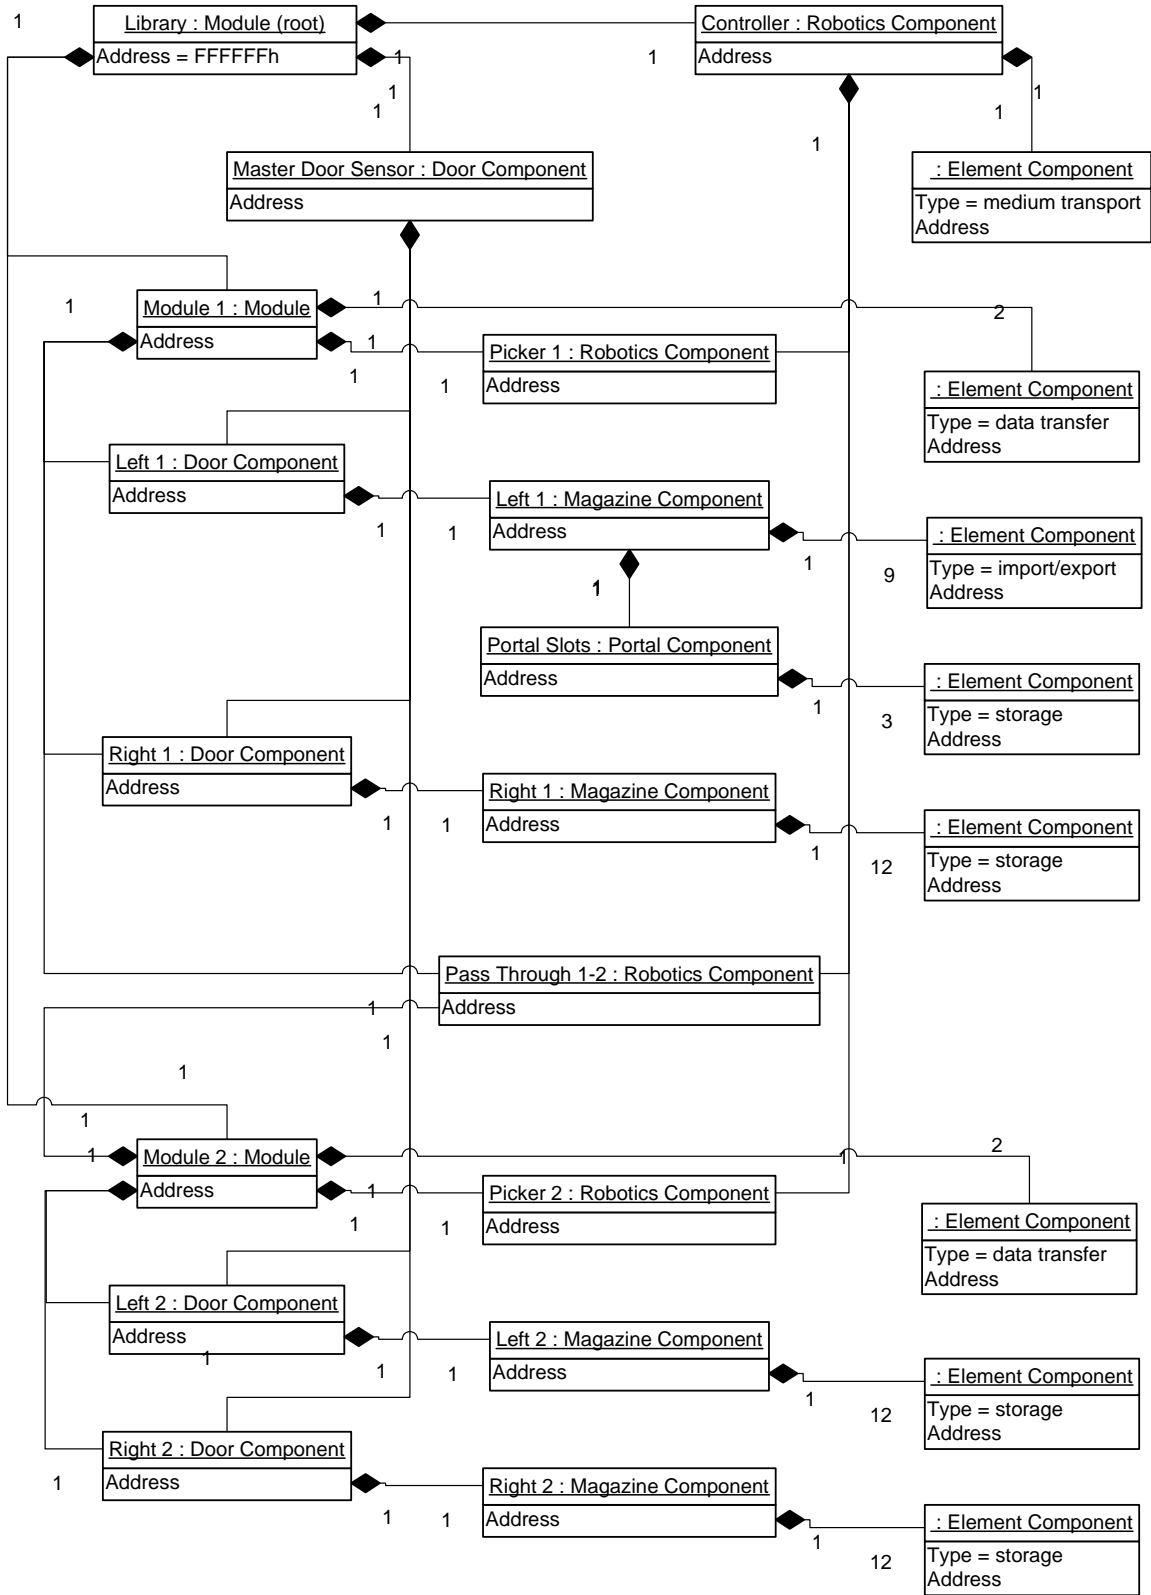 1
Library : Module (root)
Address = FFFFFFh
Controller : Robotics Component
Address
1
1
1
1
1
1
1
1
Master Door Sensor : Door Component
Address
: Element Component
Type = medium transport
Address
1
Module 1 : Module
Address
1
1
1
2
Picker 1 : Robotics Component
Address
1
: Element Component
Type = data transfer
Address
Left 1 : Door Component
Address
1
1
Left 1 : Magazine Component
Address
1
9
: Element Component
Type = import/export
Address
1
1
Portal Slots : Portal Component
Address
1
3
: Element Component
Type = storage
Address
Right 1 : Door Component
Address
1
1
Right 1 : Magazine Component
Address
1
12
: Element Component
Type = storage
Address
Pass Through 1-2 : Robotics Component
Address
1
1
1
1
1
Module 2 : Module
Address
1
2
1
1
Picker 2 : Robotics Component
Address
1
: Element Component
Type = data transfer
Address
Left 2 : Door Component
Address
1
1
1
Left 2 : Magazine Component
Address
1
12
: Element Component
Type = storage
Address
Right 2 : Door Component
Address
1
1
1
Right 2 : Magazine Component
Address
1
12
: Element Component
Type = storage
Address